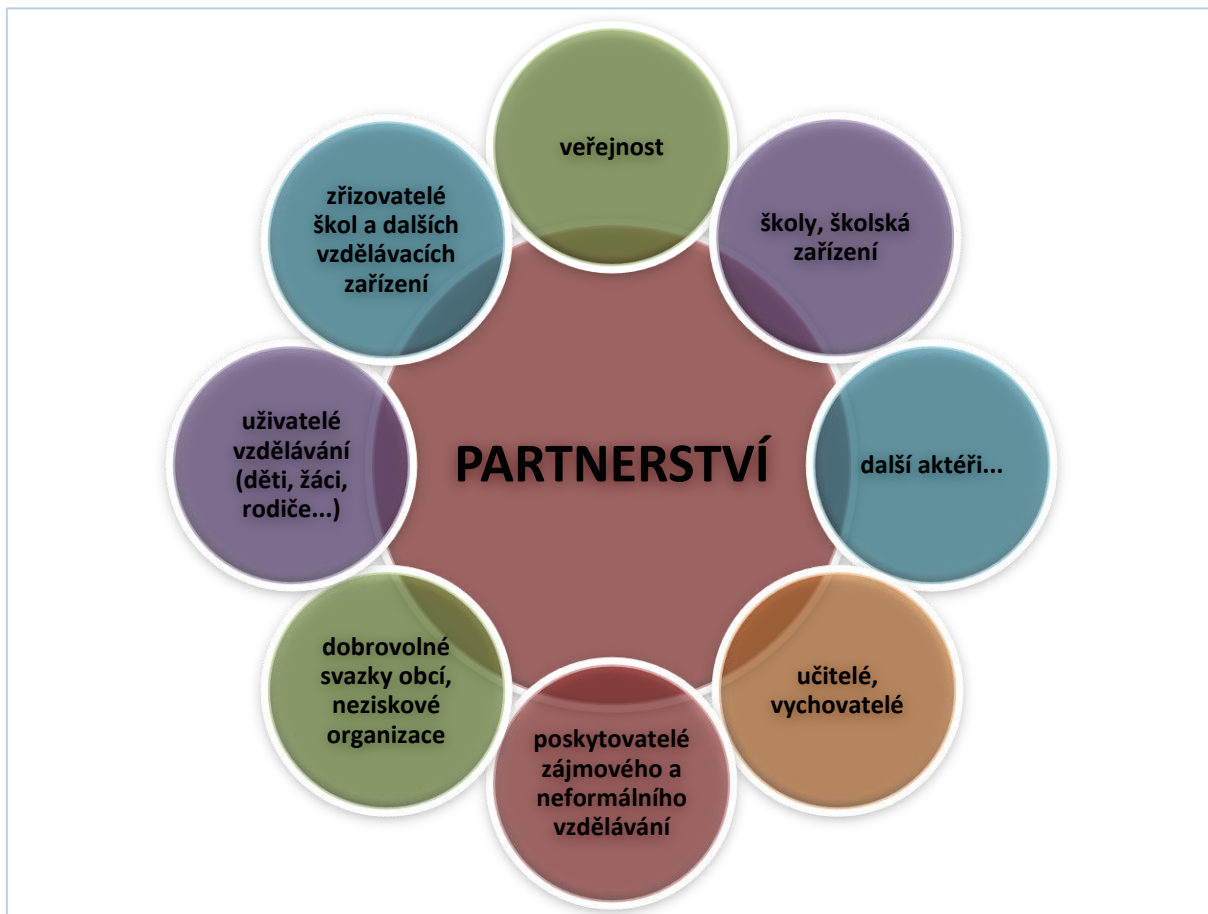 veřejnost
školy, školská
zařízení
další aktéři...
učitelé,
vychovatelé
poskytovatelé
zájmového a
neformálního
vzdělávání
dobrovolné
svazky obcí,
neziskové
organizace
uživatelé
vzdělávání
(děti, žáci,
rodiče...)
zřizovatelé
škol a dalších
vzdělávacích
zařízení
PARTNERSTVÍ